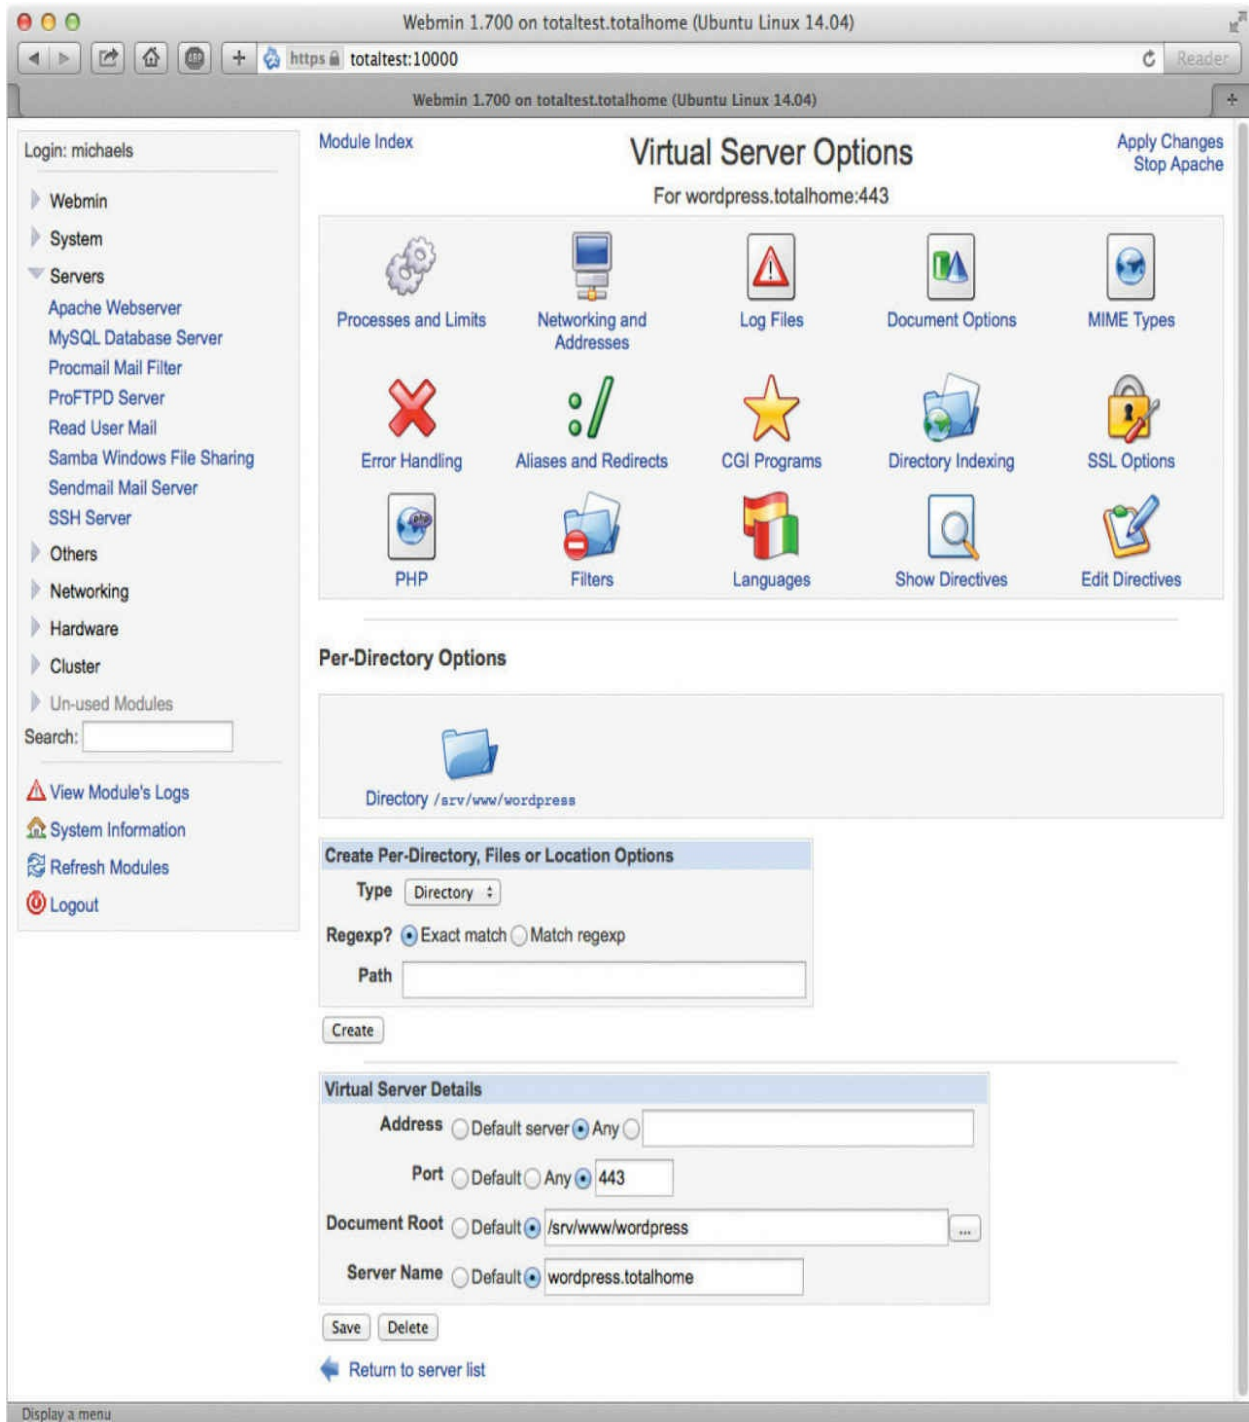 Webmin 1.700 on totaltest.totalhome (Ubuntu Linux 14.04)
ABP
+
https totaltest:10000
Reader
Webmin 1.700 on totaltest.totalhome (Ubuntu Linux 14.04)
+
Login: michaels
Webmin
System
Servers
Apache Webserver
MySQL Database Server
Procmail Mail Filter
ProFTPD Server
Read User Mail
Samba Windows File Sharing
Sendmail Mail Server
SSH Server
Others
Networking
Hardware
Cluster
Un-used Modules
Search:
View Module's Logs
System Information
Refresh Modules
Logout
Module Index
Virtual Server Options
Apply Changes
Stop Apache
For wordpress.totalhome:443
Processes and Limits
Networking and
Addresses
Log Files
Document Options
MIME Types
Error Handling
Aliases and Redirects
CGI Programs
Directory Indexing
SSL Options
php
PHP
Filters
Languages
Show Directives
Edit Directives
Per-Directory Options
Directory /srv/www/wordpress
Create Per-Directory, Files or Location Options
Type Directory
Regexp? Exact match Match regexp
Path
Create
Virtual Server Details
Address Default server Any
Port Default Any 443
Document Root Default /srv/www/wordpress ...
Server Name Default wordpress.totalhome
Save Delete
Return to server list
Display a menu